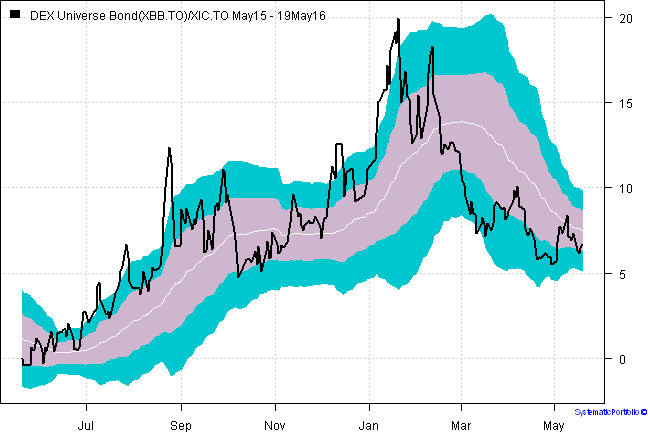 DEX Universe Bond(XBB.TO)/XIC.TO May15 - 19May16
20
15
10
5
0
Jul Sep Nov Jan Mar May
SystematicPortfolio ©